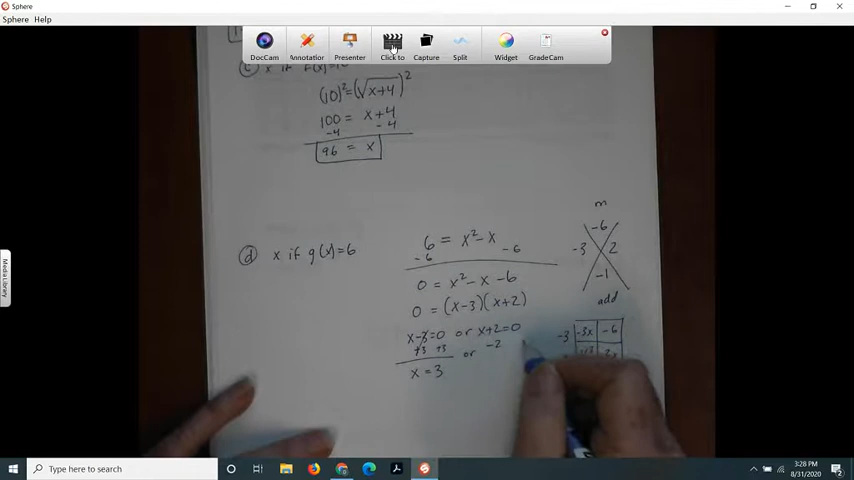 Sphere
Sphere Help
DocCam Annotation Presenter Click to Capture Split Widget GradeCam
(10)²=(√x+4)²
100 = x+4
-4 -4
96 = x
m
-6
-3 2
-1
add
d x if g(x)=6
6 = x²-x
-6 -6
0 = x²-x-6
0 = (x-3)(x+2)
x-3=0 or x+2=0
+3 +3 or -2
x=3
-3 -3x -6
Media Library
Type here to search
3:28 PM
8/31/2020